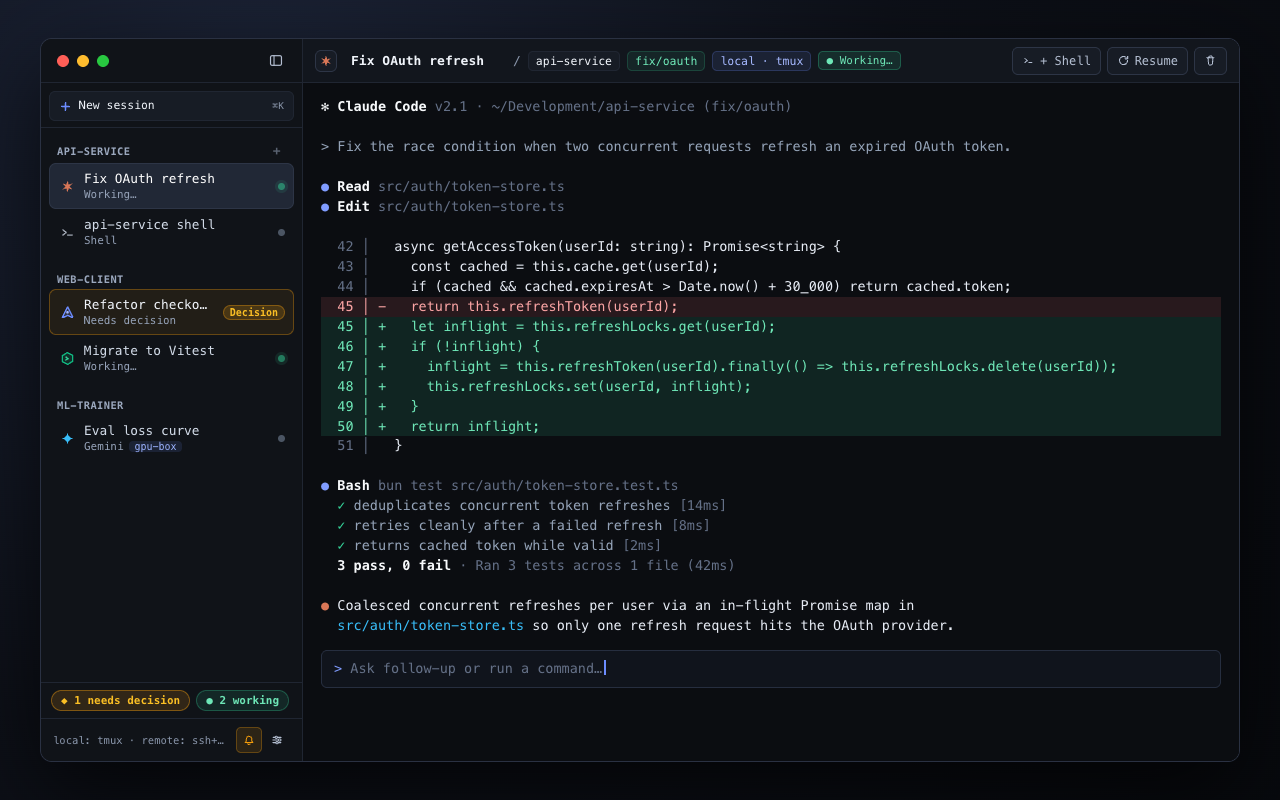 New session ⌘K
API-SERVICE +
Fix OAuth refresh
Working…
api-service shell
Shell
WEB-CLIENT
Refactor checko…
Needs decision
Decision
Migrate to Vitest
Working…
ML-TRAINER
Eval loss curve
Gemini gpu-box
◆ 1 needs decision ● 2 working
local: tmux · remote: ssh+…
Fix OAuth refresh / api-service fix/oauth local · tmux ● Working… + Shell Resume
✻ Claude Code v2.1 · ~/Development/api-service (fix/oauth)
> Fix the race condition when two concurrent requests refresh an expired OAuth token.
● Read src/auth/token-store.ts
● Edit src/auth/token-store.ts
42 │   async getAccessToken(userId: string): Promise<string> {
43 │     const cached = this.cache.get(userId);
44 │     if (cached && cached.expiresAt > Date.now() + 30_000) return cached.token;
45 │ −   return this.refreshToken(userId);
45 │ +   let inflight = this.refreshLocks.get(userId);
46 │ +   if (!inflight) {
47 │ +     inflight = this.refreshToken(userId).finally(() => this.refreshLocks.delete(userId));
48 │ +     this.refreshLocks.set(userId, inflight);
49 │ +   }
50 │ +   return inflight;
51 │   }
● Bash bun test src/auth/token-store.test.ts
✓ deduplicates concurrent token refreshes [14ms]
✓ retries cleanly after a failed refresh [8ms]
✓ returns cached token while valid [2ms]
3 pass, 0 fail · Ran 3 tests across 1 file (42ms)
● Coalesced concurrent refreshes per user via an in-flight Promise map in
src/auth/token-store.ts so only one refresh request hits the OAuth provider.
> Ask follow-up or run a command…